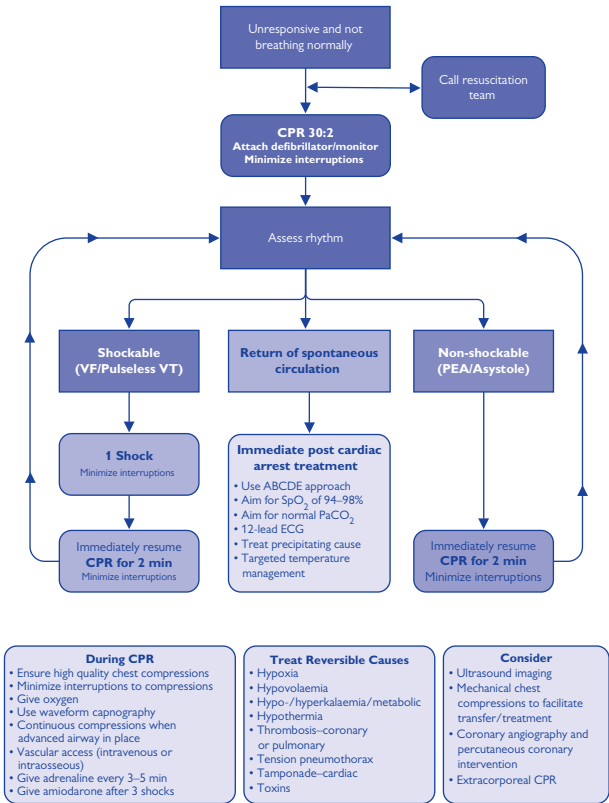 Unresponsive and not
breathing normally
Call resuscitation
team
CPR 30:2
Attach defibrillator/monitor
Minimize interruptions
Assess rhythm
Shockable
(VF/Pulseless VT)
Return of spontaneous
circulation
Non-shockable
(PEA/Asystole)
1 Shock
Minimize interruptions
Immediate post cardiac
arrest treatment
• Use ABCDE approach
• Aim for SpO2 of 94–98%
• Aim for normal PaCO2
• 12-lead ECG
• Treat precipitating cause
• Targeted temperature
management
Immediately resume
CPR for 2 min
Minimize interruptions
Immediately resume
CPR for 2 min
Minimize interruptions
During CPR
• Ensure high quality chest compressions
• Minimize interruptions to compressions
• Give oxygen
• Use waveform capnography
• Continuous compressions when
advanced airway in place
• Vascular access (intravenous or
intraosseous)
• Give adrenaline every 3–5 min
• Give amiodarone after 3 shocks
Treat Reversible Causes
• Hypoxia
• Hypovolaemia
• Hypo-/hyperkalaemia/metabolic
• Hypothermia
• Thrombosis–coronary
or pulmonary
• Tension pneumothorax
• Tamponade–cardiac
• Toxins
Consider
• Ultrasound imaging
• Mechanical chest
compressions to facilitate
transfer/treatment
• Coronary angiography and
percutaneous coronary
intervention
• Extracorporeal CPR